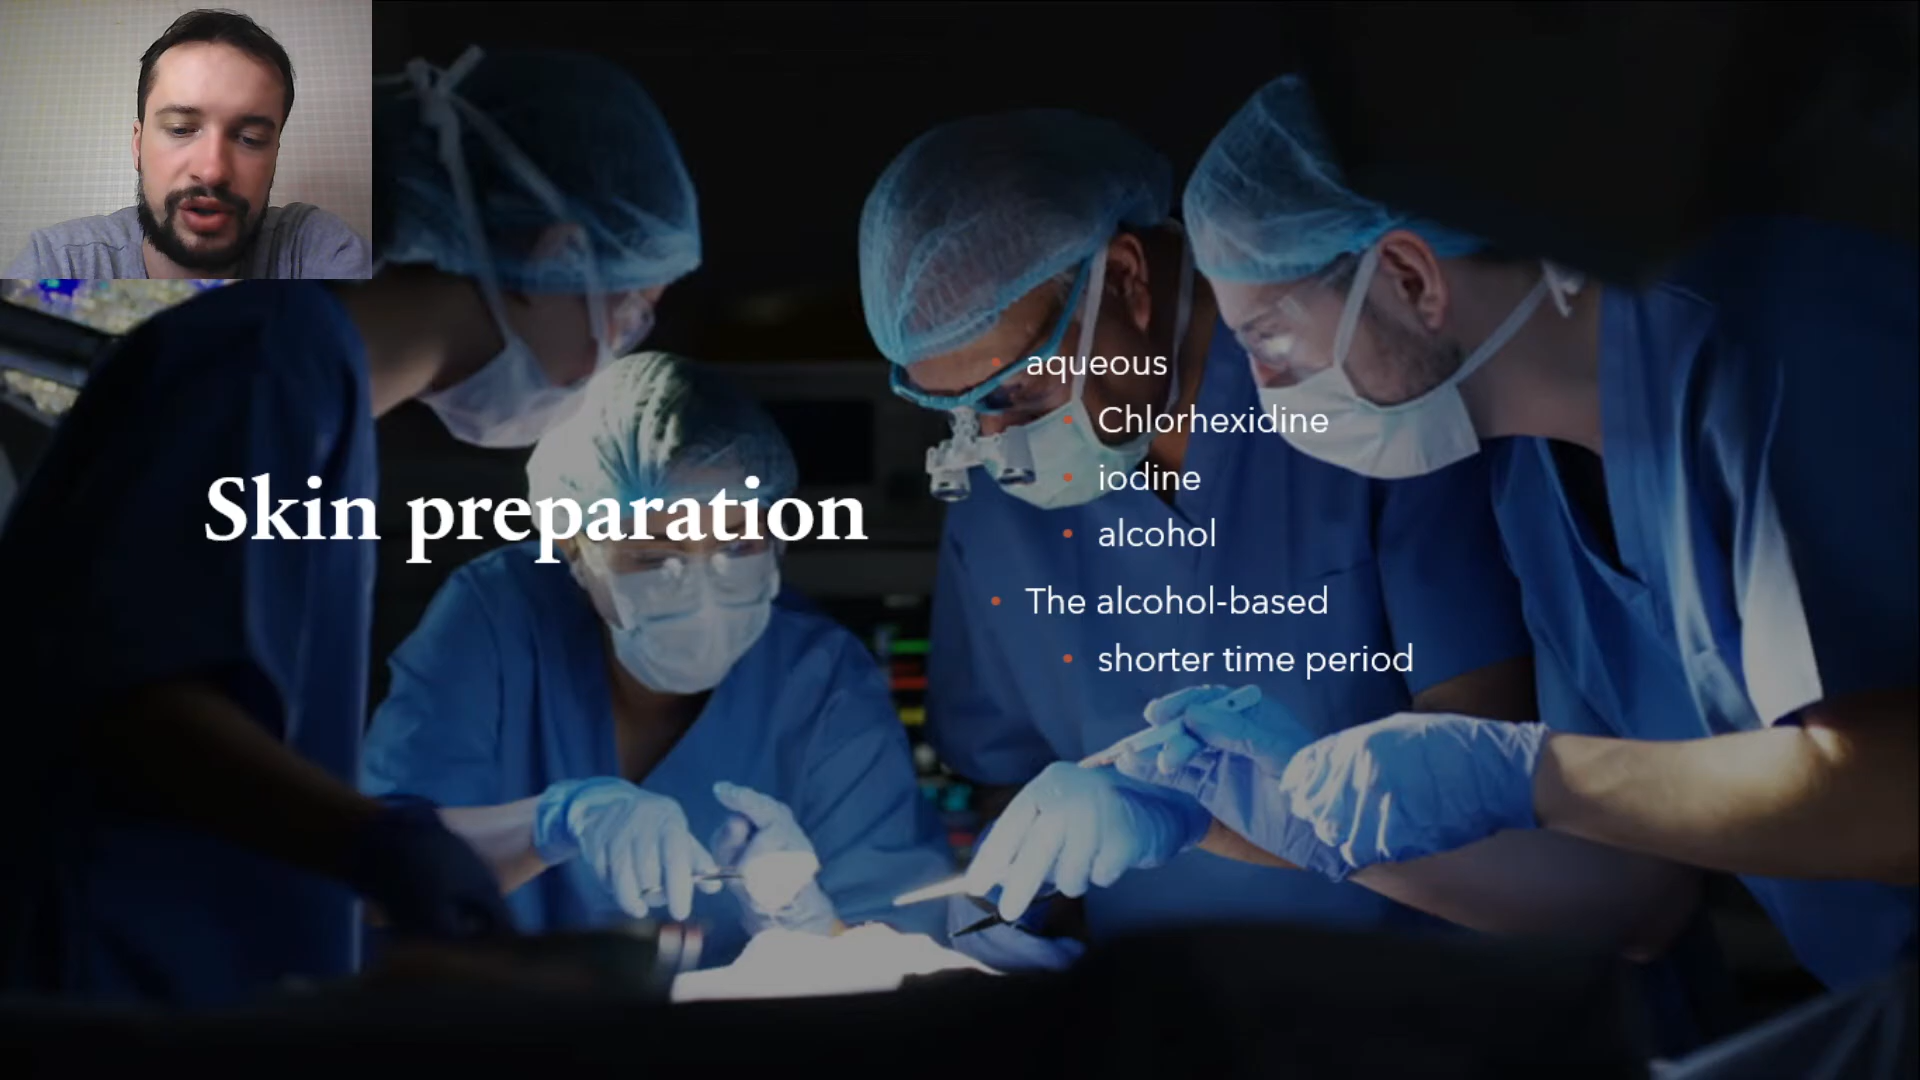 Skin preparation
aqueous
Chlorhexidine
iodine
alcohol
The alcohol-based
shorter time period